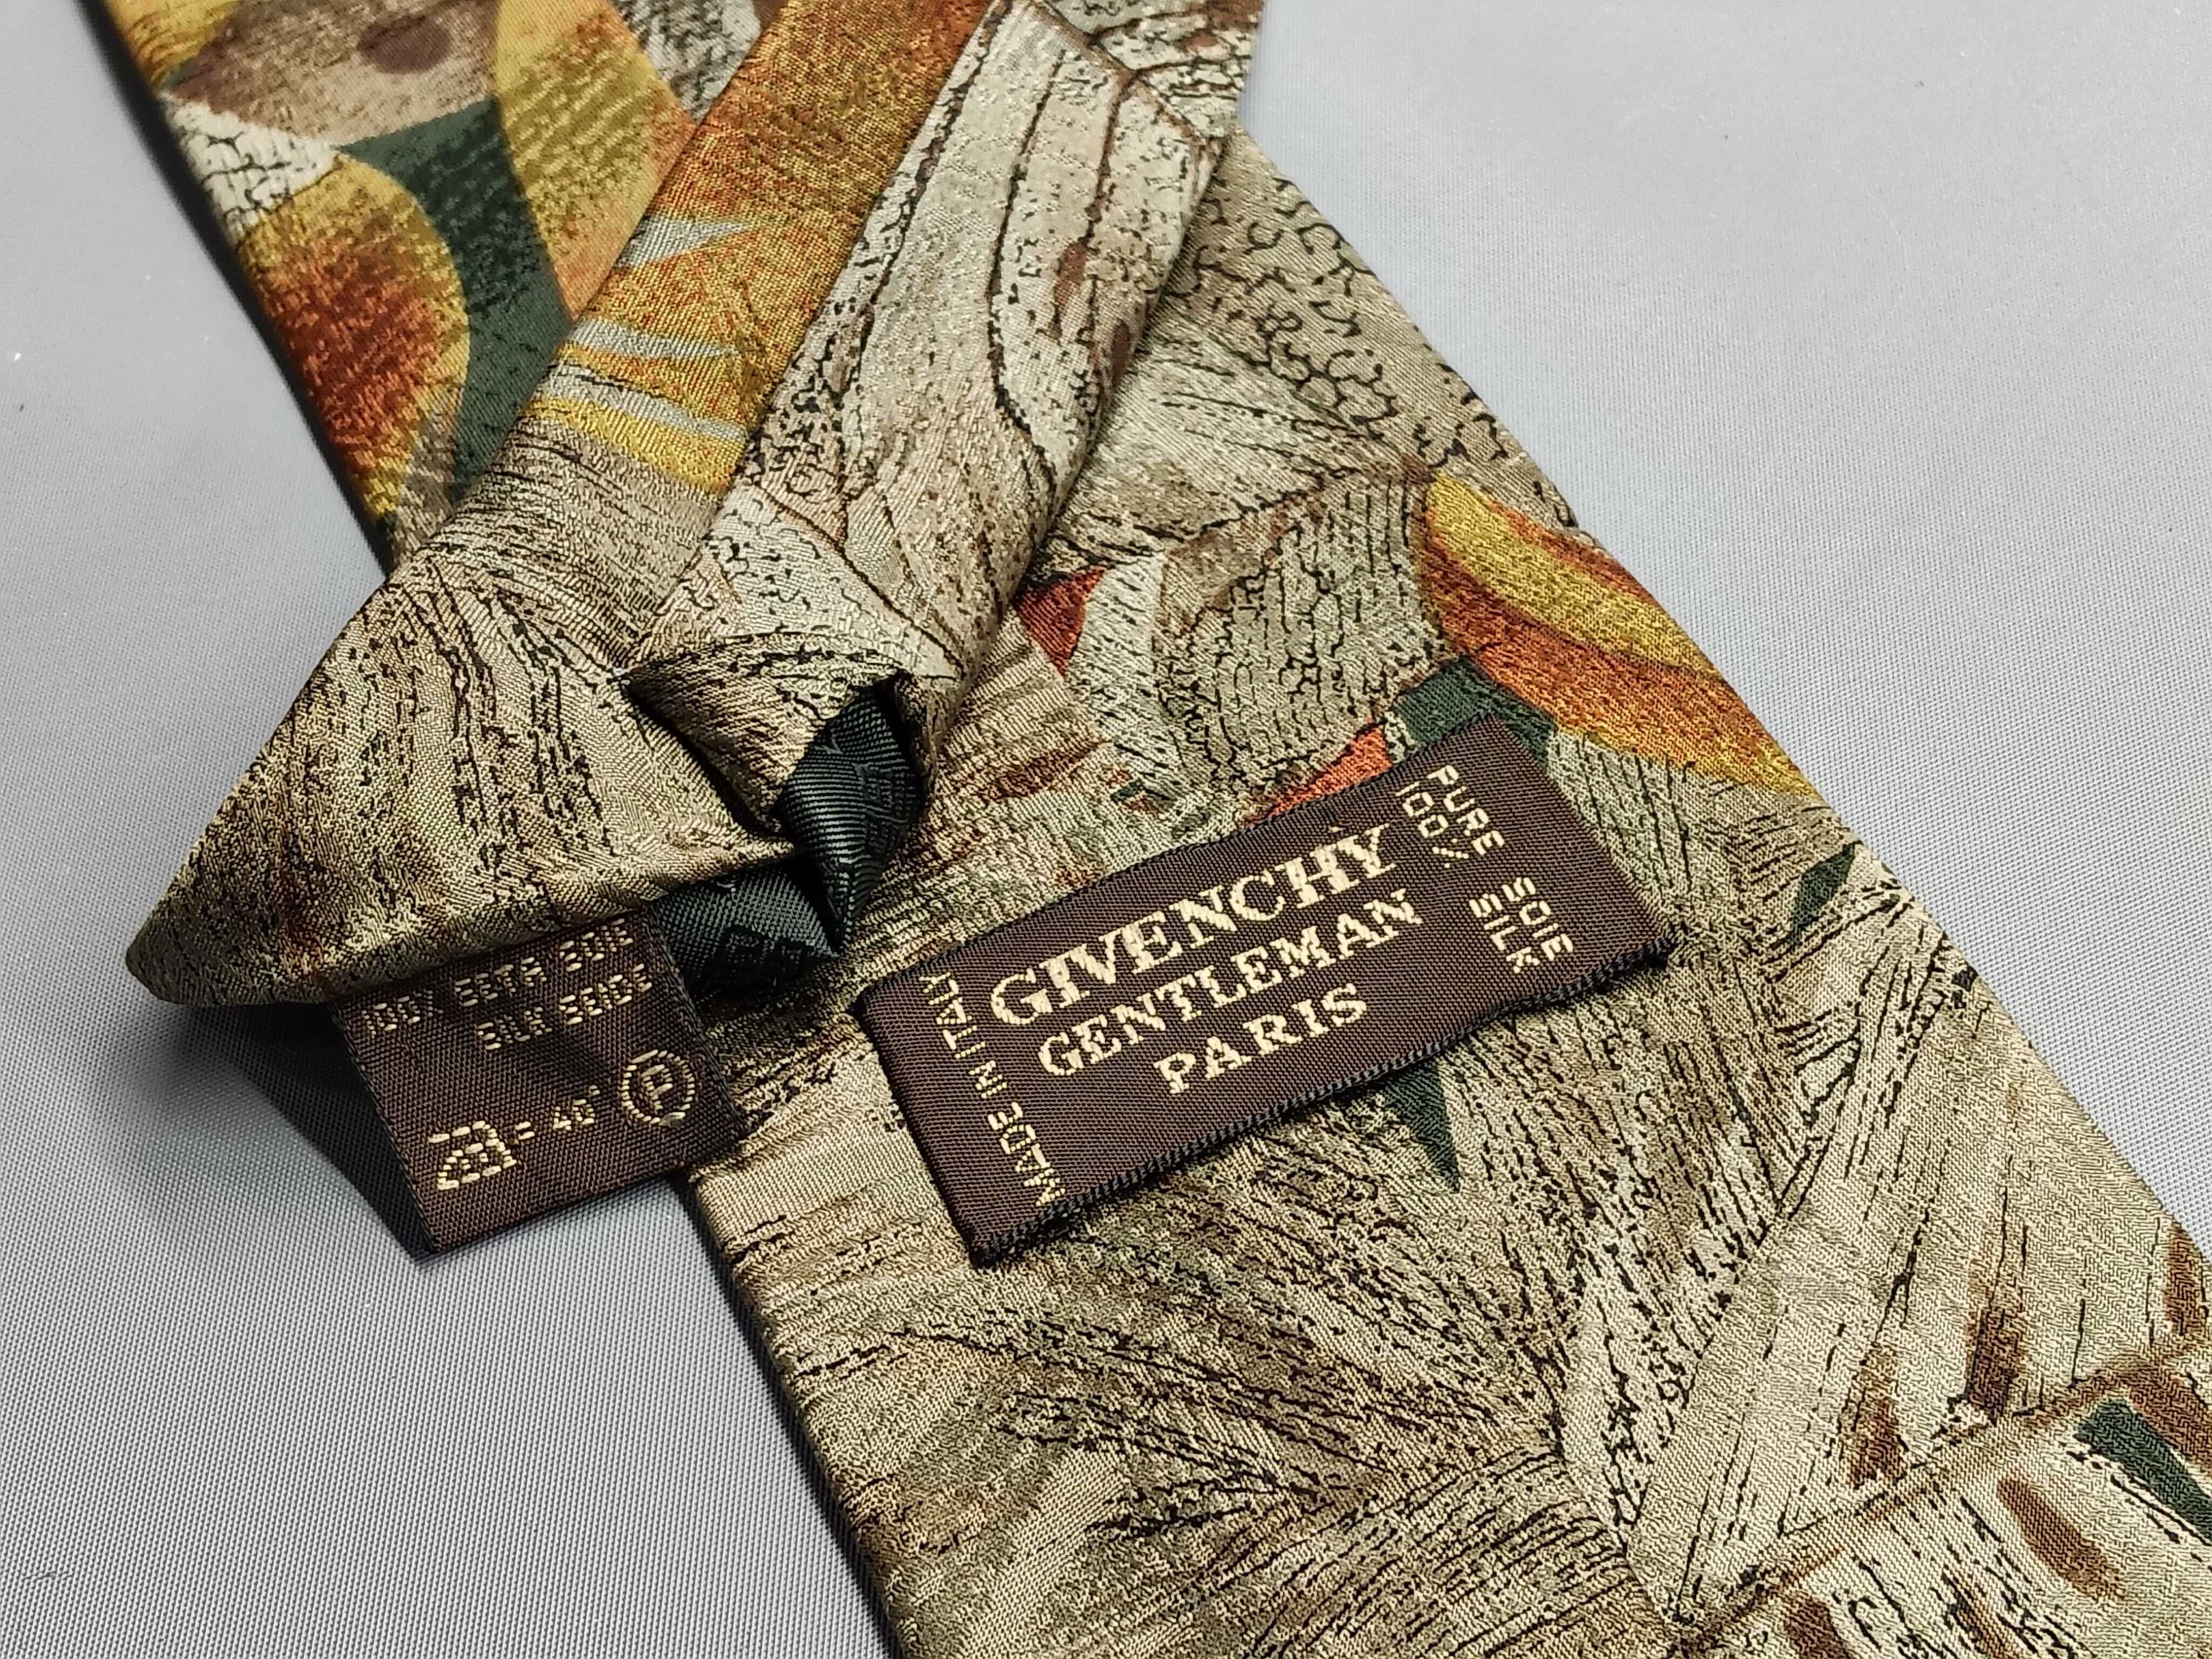 GIVENCHY
GENTLEMAN
PARIS
MADE IN ITALY
PURE SOIE
100% SILK
100% SETA SOIE
SILK SEIDE
= 40° P